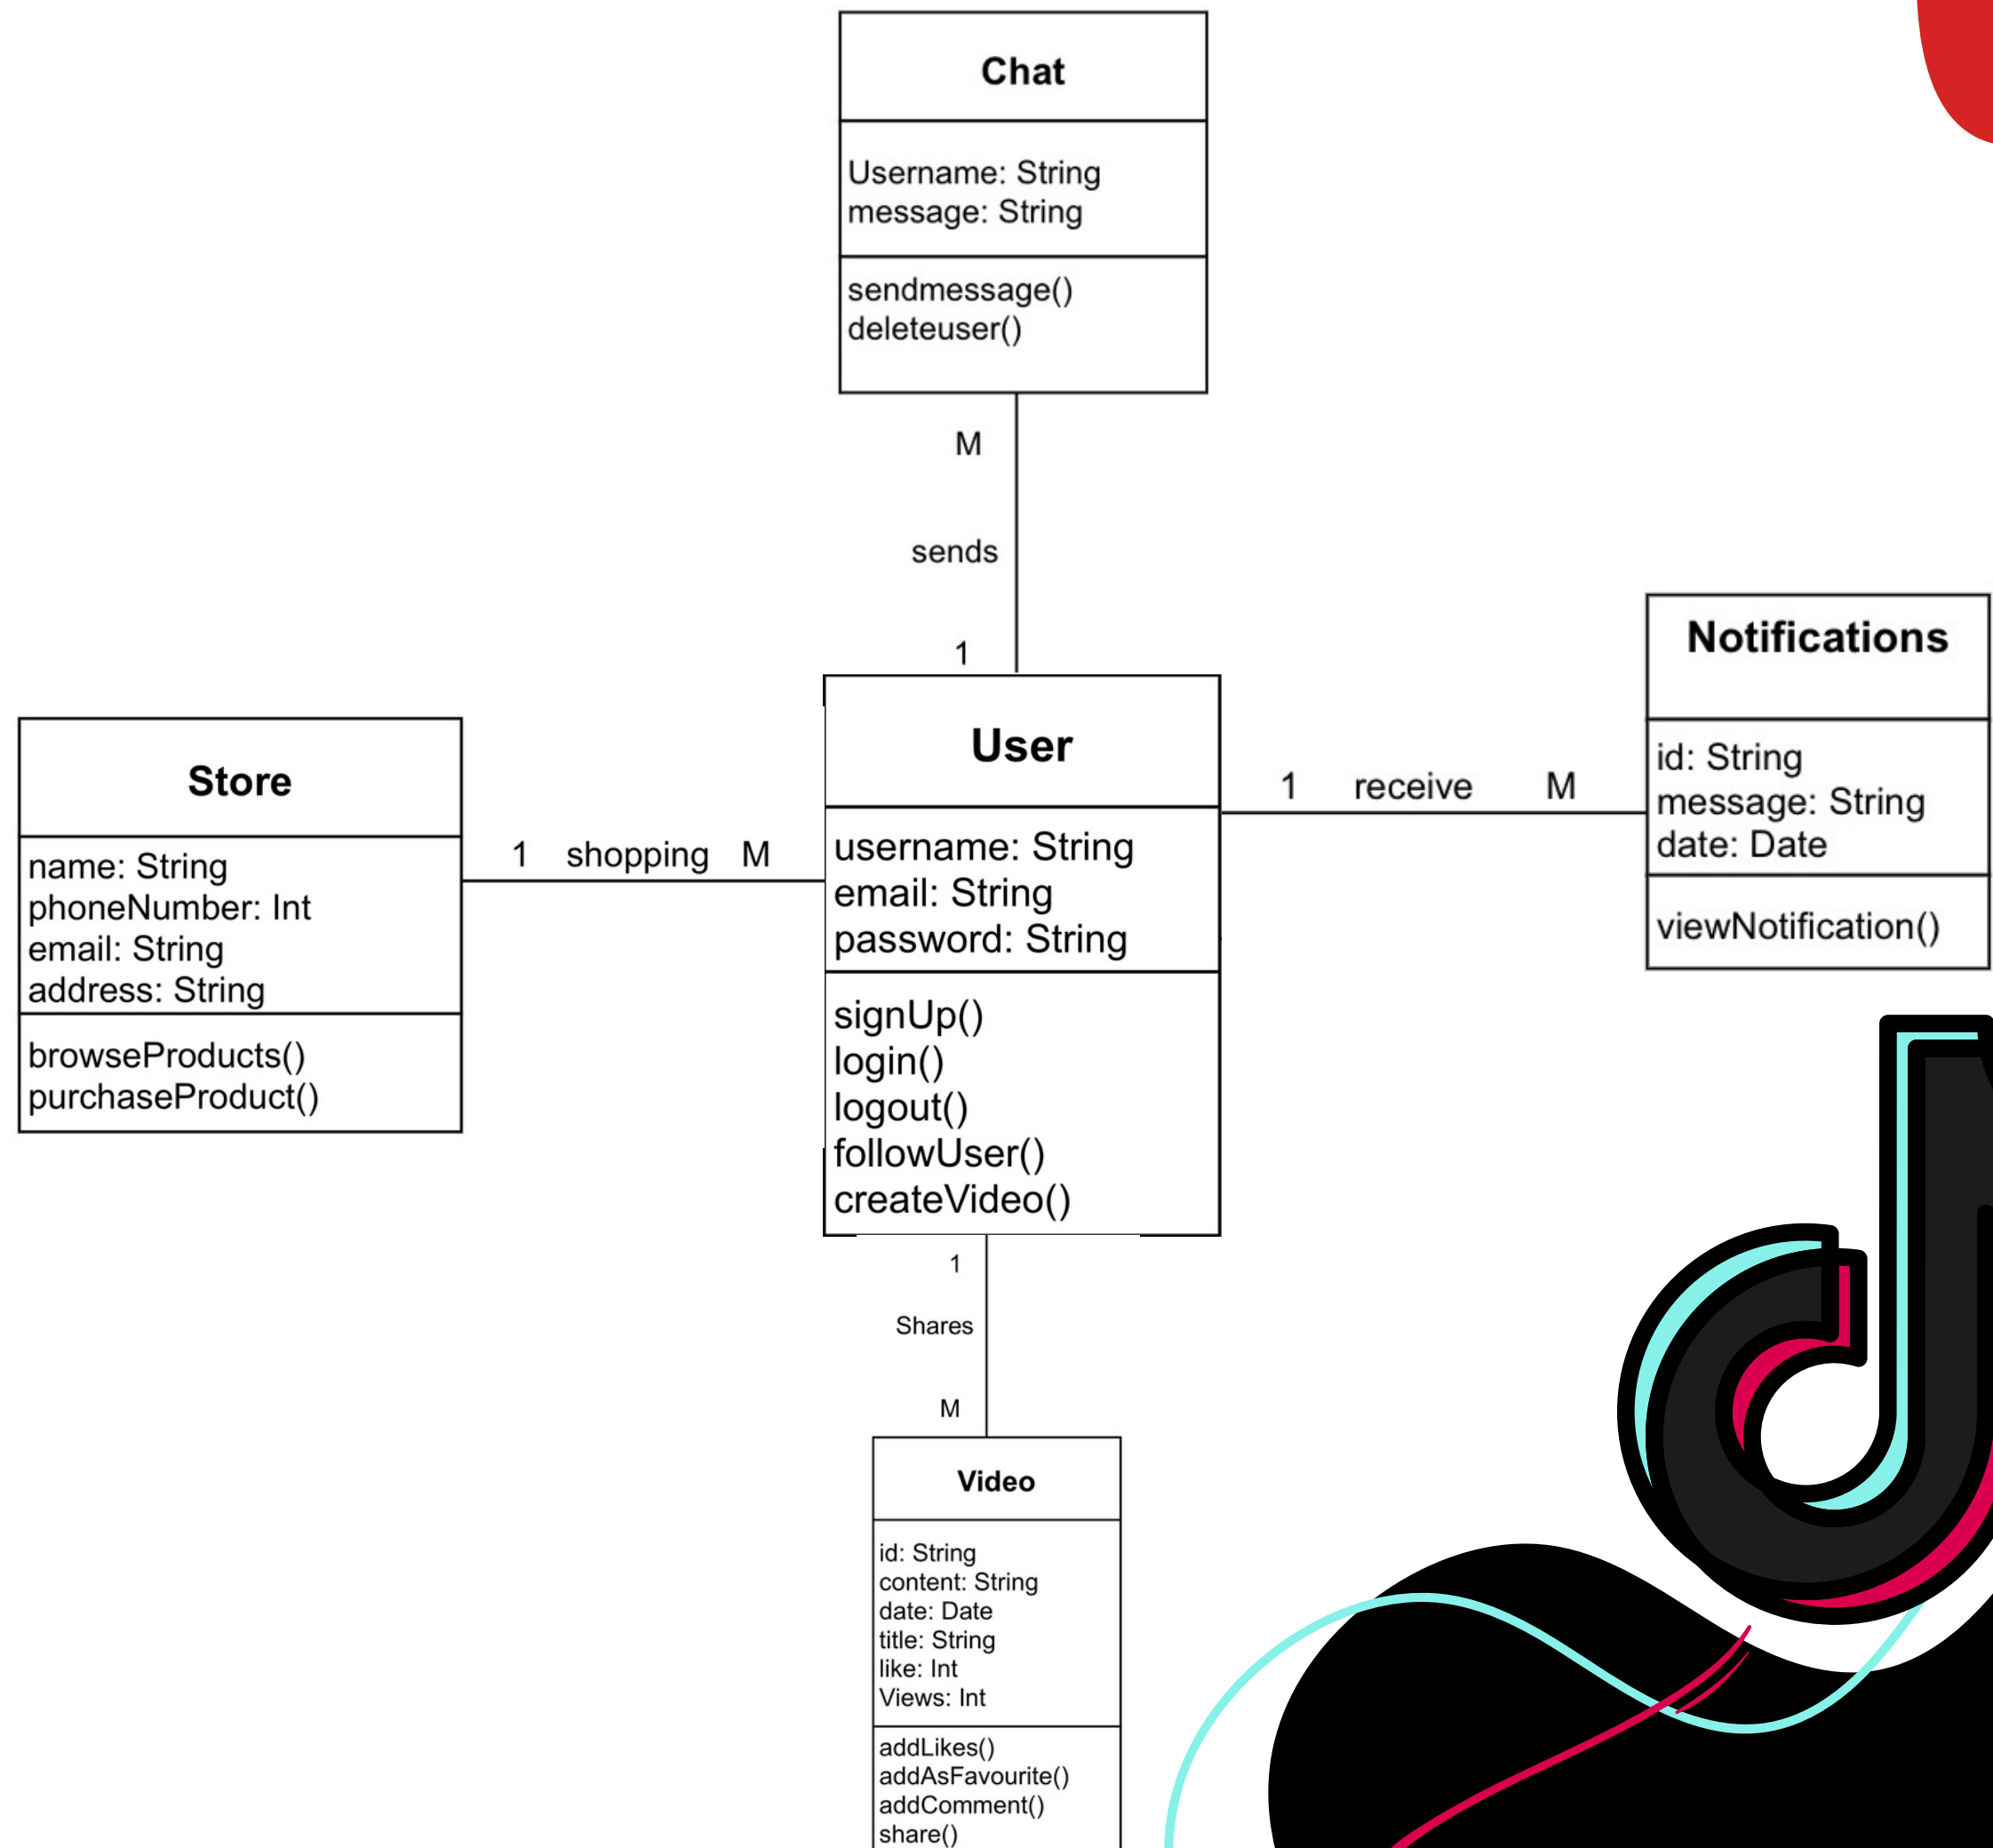 Chat
Username: String
message: String
sendmessage()
deleteuser()
M
sends
1
Store
name: String
phoneNumber: Int
email: String
address: String
browseProducts()
purchaseProduct()
1 shopping M
User
username: String
email: String
password: String
signUp()
login()
logout()
followUser()
createVideo()
1 receive M
Notifications
id: String
message: String
date: Date
viewNotification()
1
Shares
M
Video
id: String
content: String
date: Date
title: String
like: Int
Views: Int
addLikes()
addAsFavourite()
addComment()
share()